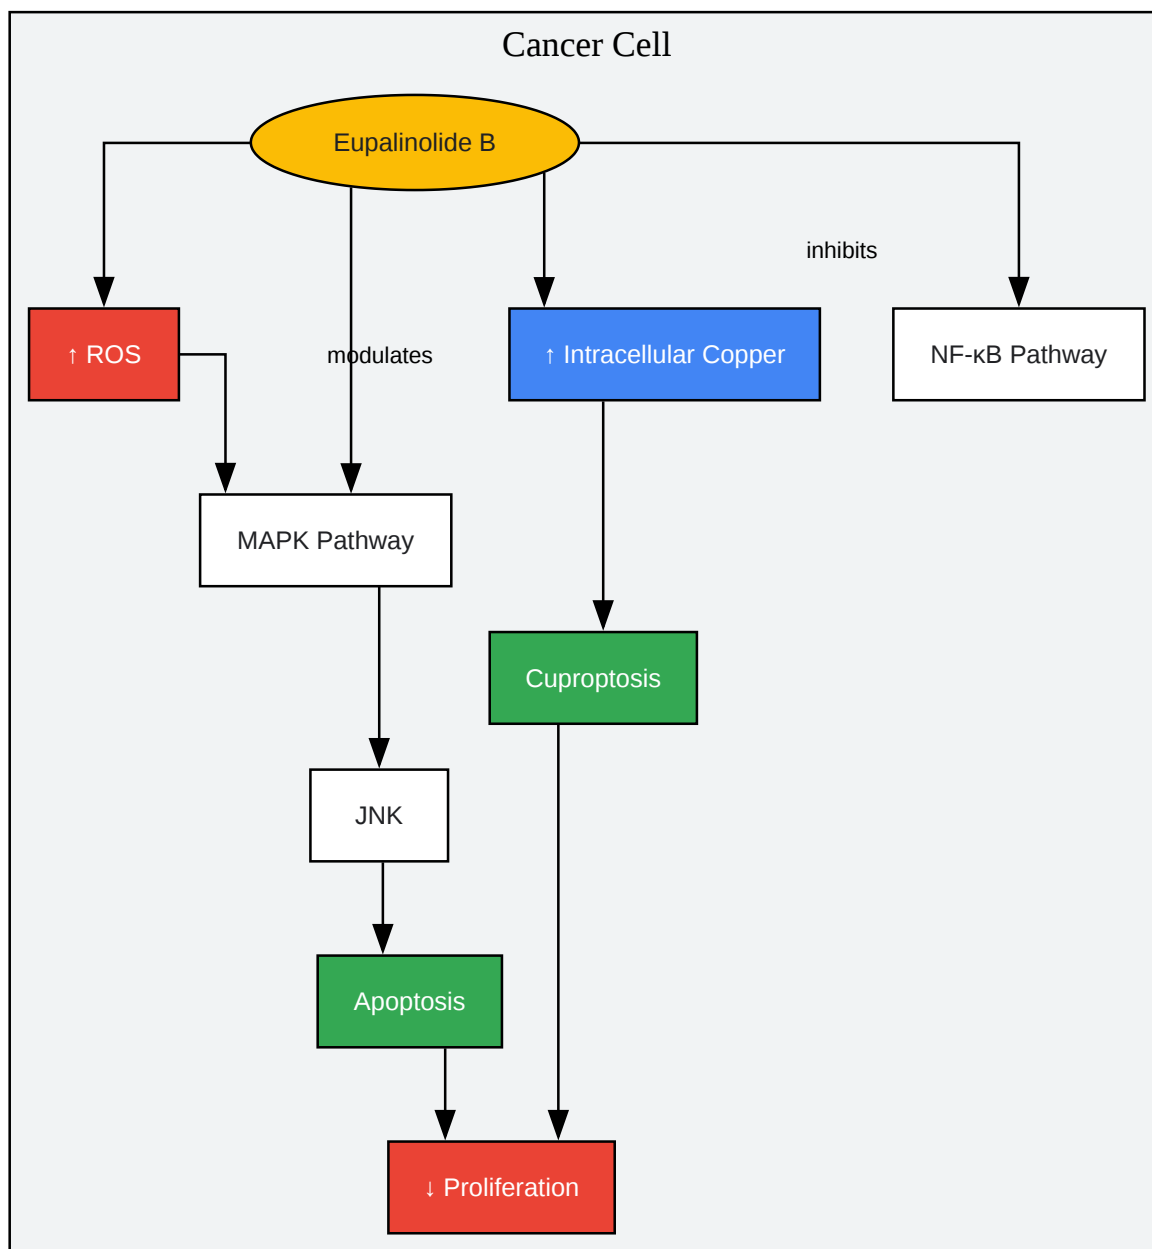 Cancer Cell
Eupalinolide B
inhibits
↑ ROS
modulates
↑ Intracellular Copper
NF-κB Pathway
MAPK Pathway
Cuproptosis
JNK
Apoptosis
↓ Proliferation